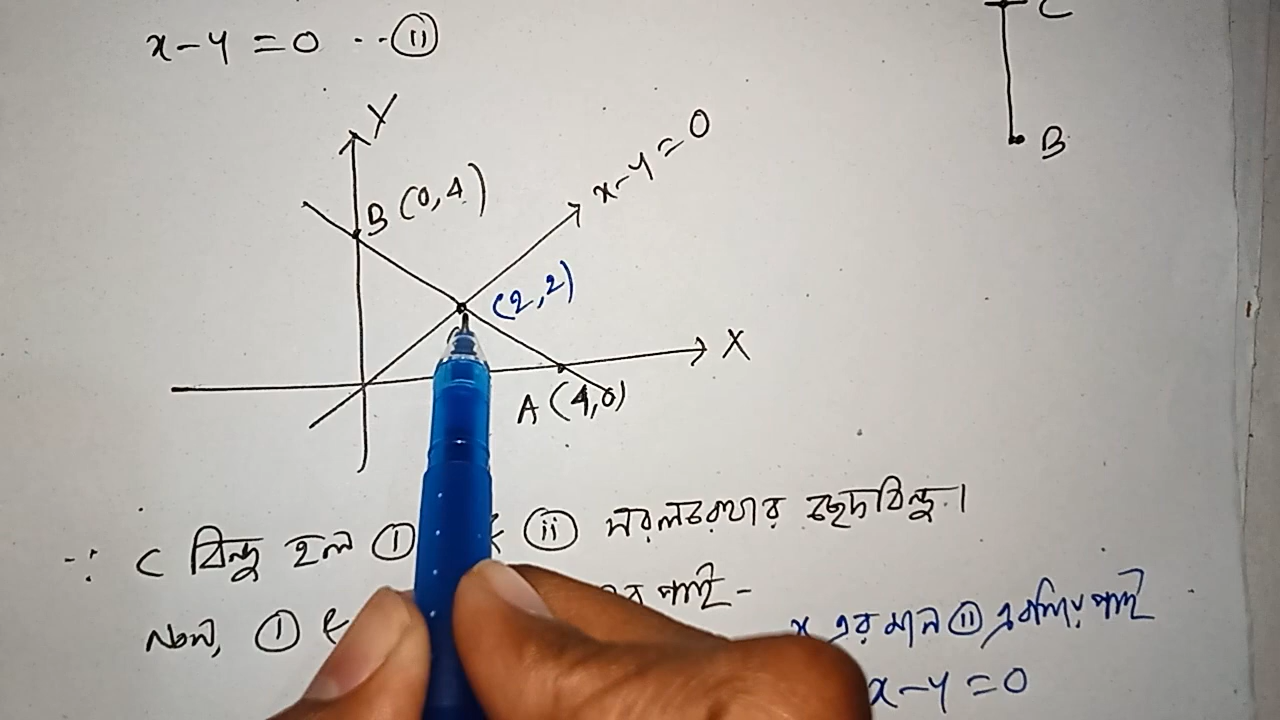 x-y=0 --(ii)
C
B
Y
B(0,4)
x-y=0
(2,2)
X
A(4,0)
∵ C বিন্দু হল (i) ও (ii) সরলরেখার ছেদবিন্দু।
Now, (i) ও পাই-
x এর মান (ii) এ বসিয়ে পাই
x-y=0